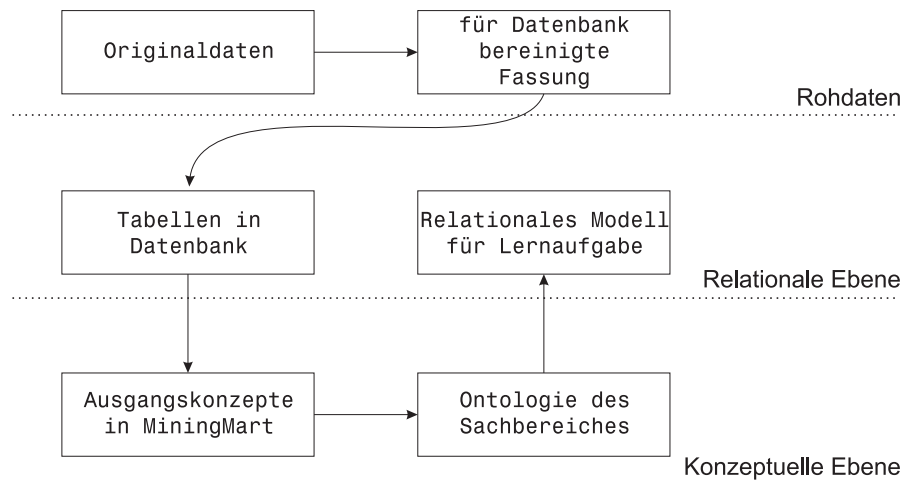 Originaldaten
für Datenbank
bereinigte
Fassung
Rohdaten
Tabellen in
Datenbank
Relationales Modell
für Lernaufgabe
Relationale Ebene
Ausgangskonzepte
in MiningMart
Ontologie des
Sachbereiches
Konzeptuelle Ebene